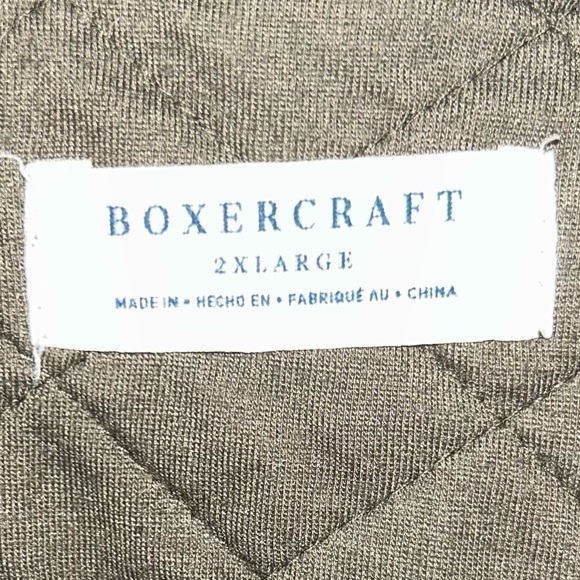 BOXERCRAFT
2XLARGE
MADE IN • HECHO EN • FABRIQUÉ AU • CHINA